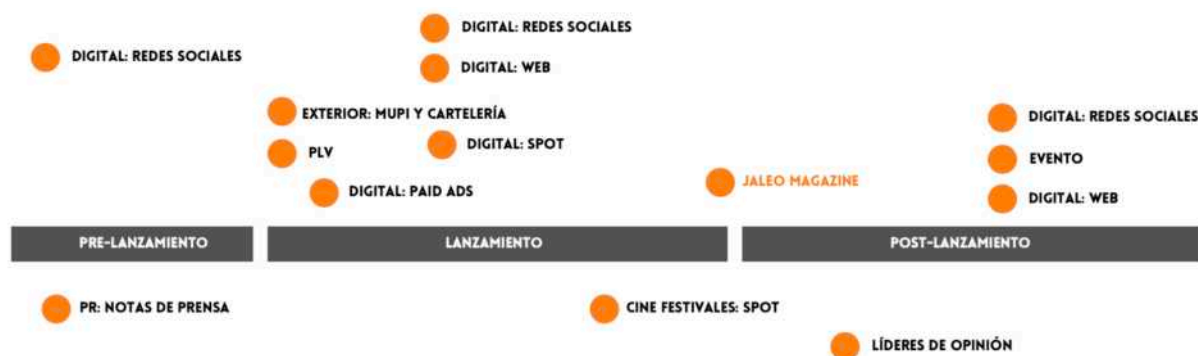 DIGITAL: REDES SOCIALES
DIGITAL: REDES SOCIALES
DIGITAL: WEB
EXTERIOR: MUPI Y CARTELERÍA
PLV
DIGITAL: SPOT
DIGITAL: PAID ADS
JALEO MAGAZINE
DIGITAL: REDES SOCIALES
EVENTO
DIGITAL: WEB
PRE-LANZAMIENTO
LANZAMIENTO
POST-LANZAMIENTO
PR: NOTAS DE PRENSA
CINE FESTIVALES: SPOT
LÍDERES DE OPINIÓN